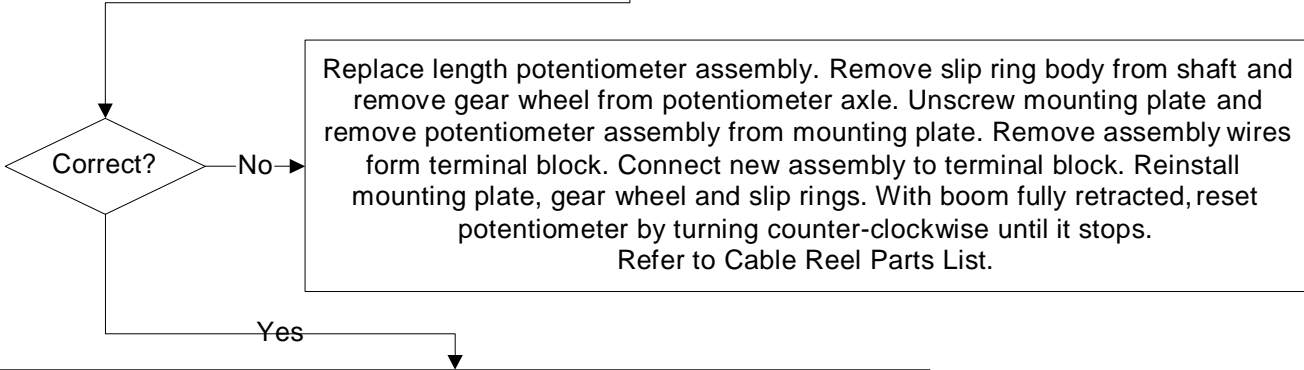 Replace length potentiometer assembly. Remove slip ring body from shaft and
remove gear wheel from potentiometer axle. Unscrew mounting plate and
remove potentiometer assembly from mounting plate. Remove assembly wires
form terminal block. Connect new assembly to terminal block. Reinstall
mounting plate, gear wheel and slip rings. With boom fully retracted, reset
potentiometer by turning counter-clockwise until it stops.
Refer to Cable Reel Parts List.
Correct?
No
Yes